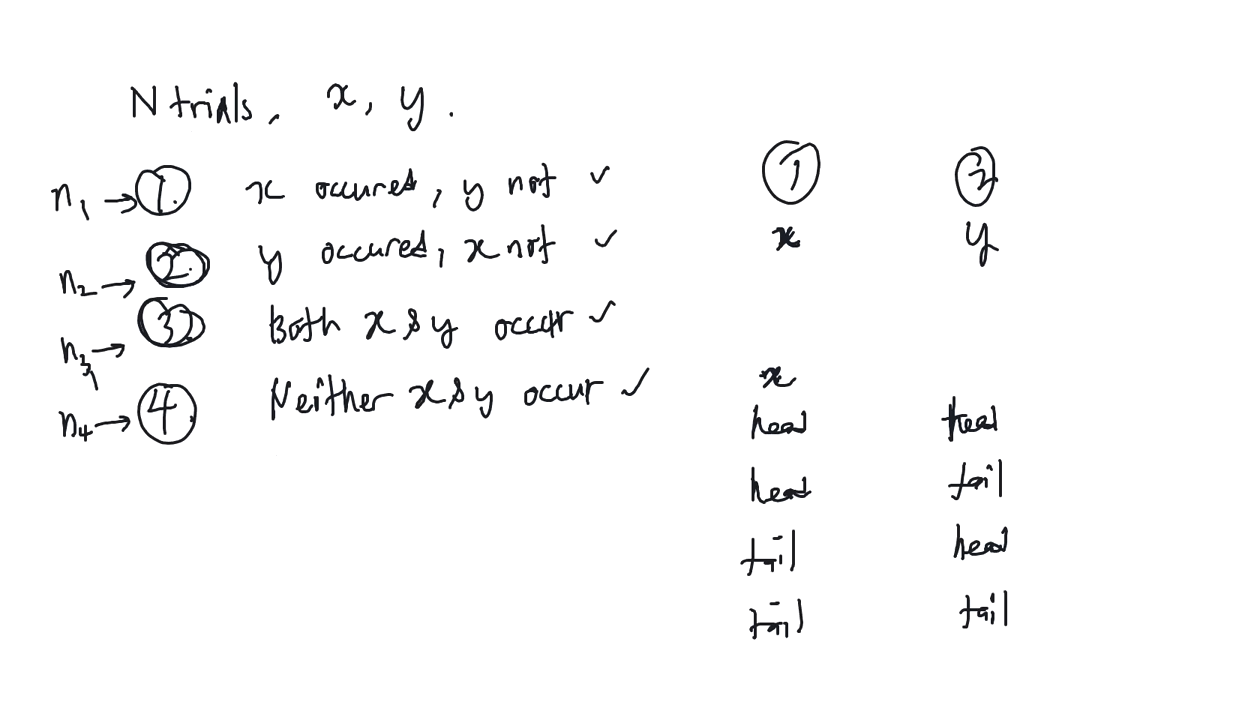 N trials, x, y.
n₁ → 1. x occured, y not ✓
n₂ → 2. y occured, x not ✓
n₃ → 3 Both x & y occur ✓
n₄ → 4 Neither x & y occur ✓
1 2
x y
x
head head
head tail
tail head
tail tail